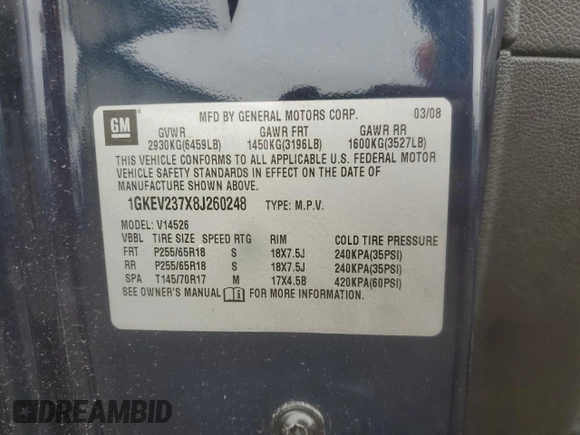 MFD BY GENERAL MOTORS CORP. 03/08
GM
GVWR GAWR FRT GAWR RR
2930KG(6459LB) 1450KG(3196LB) 1600KG(3527LB)
THIS VEHICLE CONFORMS TO ALL APPLICABLE U.S. FEDERAL MOTOR
VEHICLE SAFETY STANDARDS IN EFFECT ON THE DATE OF
MANUFACTURE SHOWN ABOVE.
1GKEV237X8J260248 TYPE: M.P.V.
MODEL: V14526
VBBL TIRE SIZE SPEED RTG RIM COLD TIRE PRESSURE
FRT P255/65R18 S 18X7.5J 240KPA(35PSI)
RR P255/65R18 S 18X7.5J 240KPA(35PSI)
SPA T145/70R17 M 17X4.5B 420KPA(60PSI)
SEE OWNER'S MANUAL FOR MORE INFORMATION.
DREAMBID